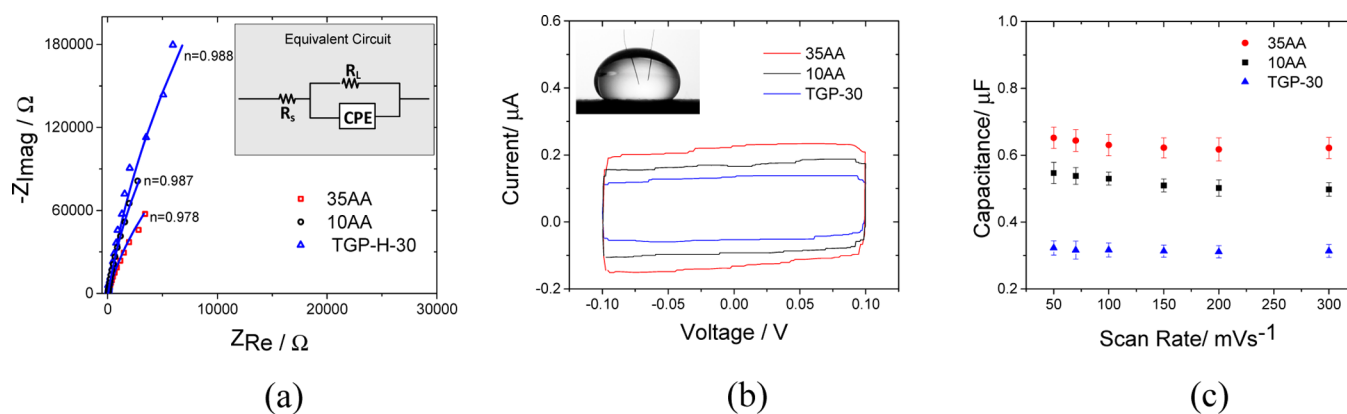 180000
120000
60000
0
-ZImag / Ω
0
10000
20000
30000
ZRe / Ω
n=0.988
n=0.987
n=0.978
Equivalent Circuit
RL
Rs
CPE
35AA
10AA
TGP-H-30
(a)
0.6
0.4
0.2
0.0
-0.2
Current/ μA
-0.10
-0.05
0.00
0.05
0.10
Voltage / V
35AA
10AA
TGP-30
(b)
1.0
0.8
0.6
0.4
0.2
Capacitance/ μF
50
100
150
200
250
300
Scan Rate/ mVs-1
35AA
10AA
TGP-30
(c)